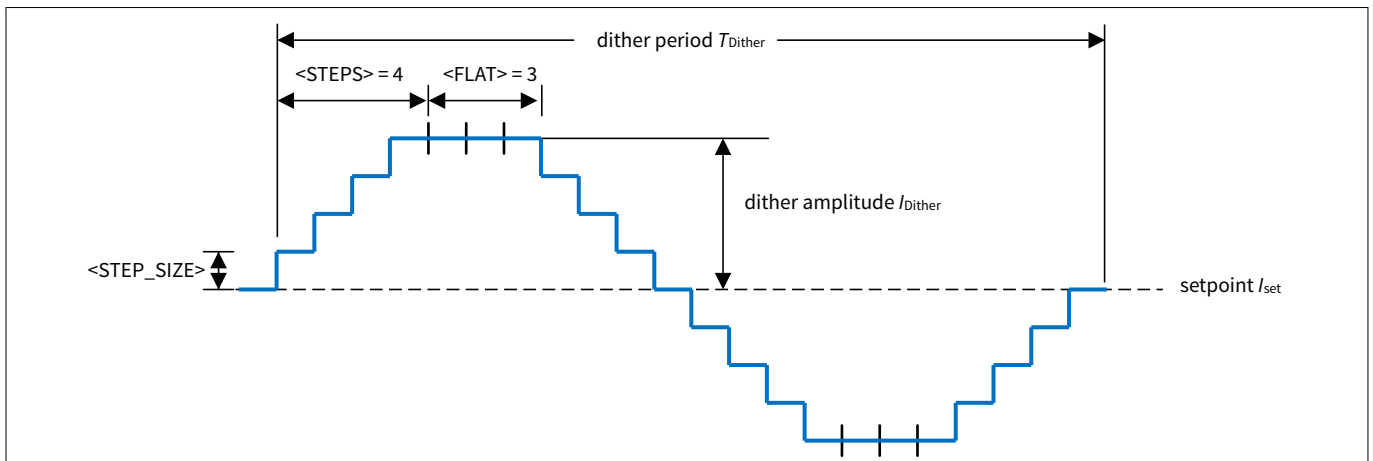 dither period TDither
<STEPS> = 4 <FLAT> = 3
dither amplitude IDither
<STEP_SIZE>
setpoint Iset